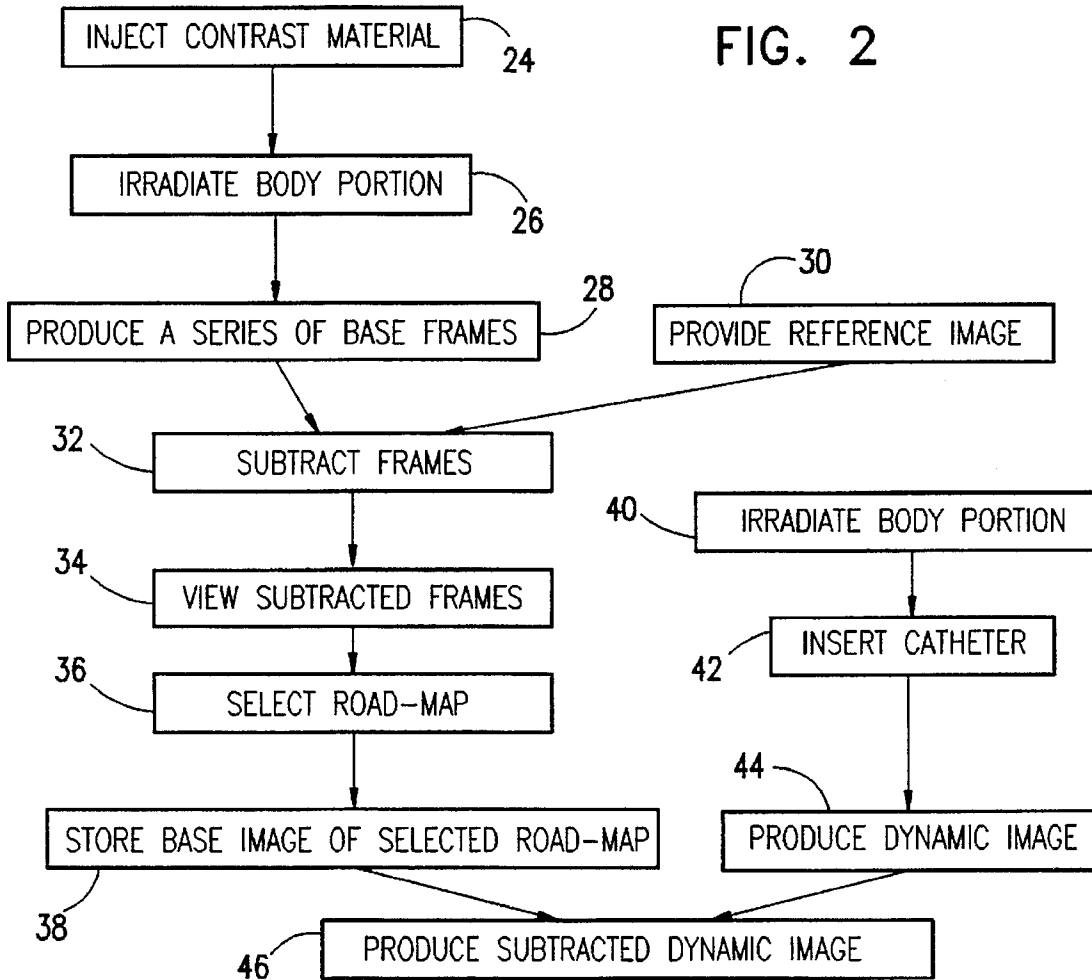 INJECT CONTRAST MATERIAL
24
FIG. 2
IRRADIATE BODY PORTION
26
PRODUCE A SERIES OF BASE FRAMES
28
30
PROVIDE REFERENCE IMAGE
32
SUBTRACT FRAMES
34
VIEW SUBTRACTED FRAMES
36
SELECT ROAD-MAP
STORE BASE IMAGE OF SELECTED ROAD-MAP
38
40
IRRADIATE BODY PORTION
42
INSERT CATHETER
44
PRODUCE DYNAMIC IMAGE
46
PRODUCE SUBTRACTED DYNAMIC IMAGE